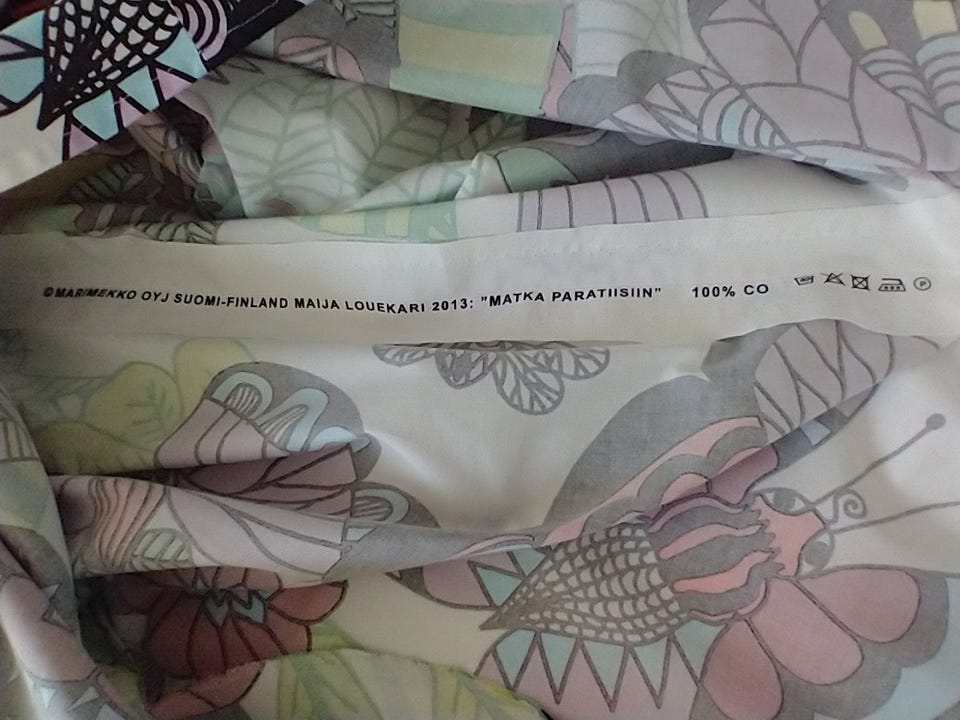 ©MARIMEKKO OYJ SUOMI-FINLAND MAIJA LOUEKARI 2013: "MATKA PARATIISIIN" 100% CO P